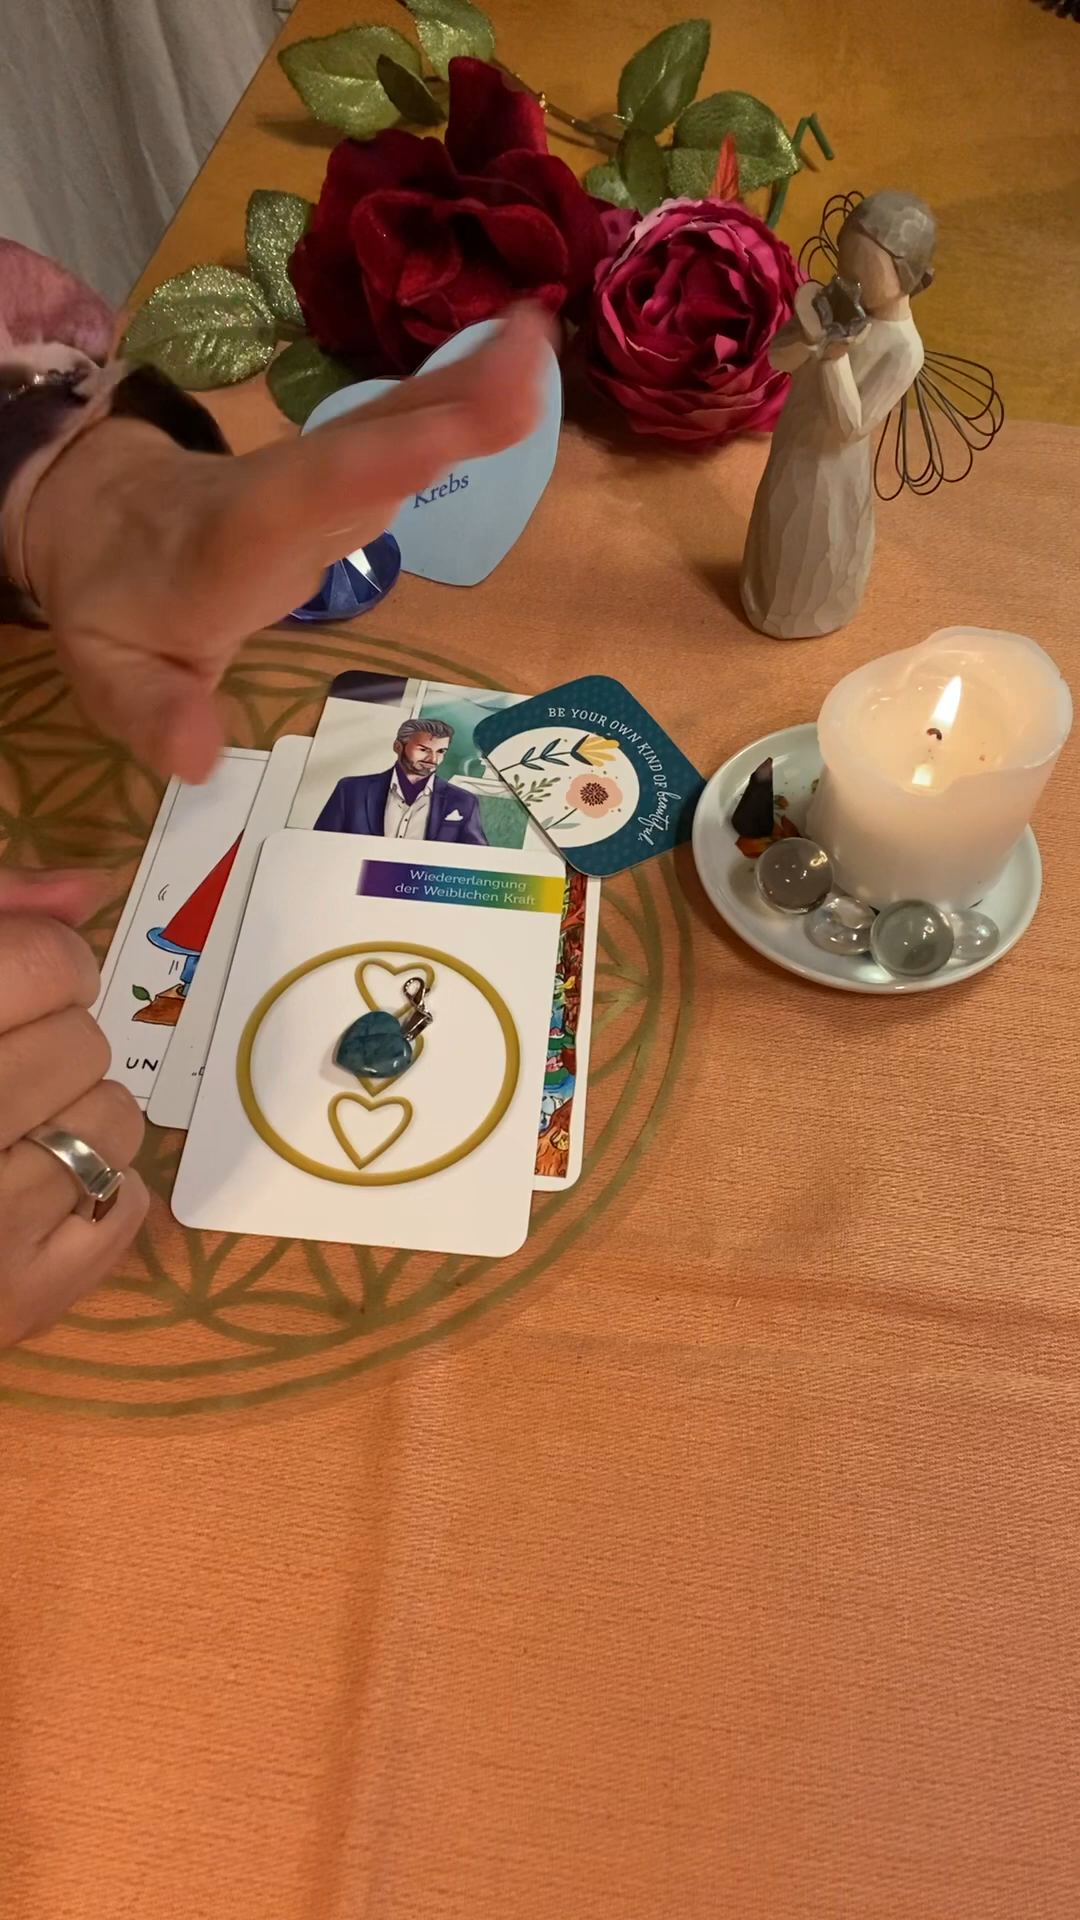 Krebs
BE YOUR OWN KIND OF beautiful
Wiedererlangung
der Weiblichen Kraft
UN